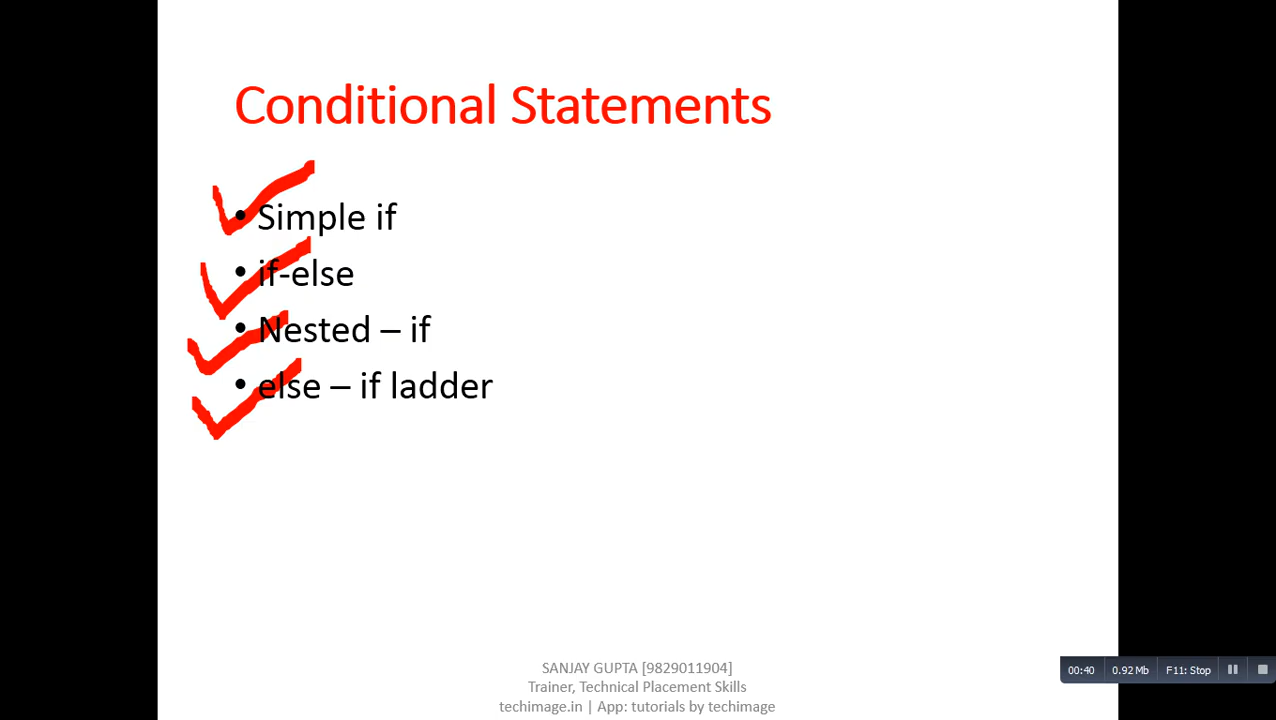 Conditional Statements
• Simple if
• if-else
• Nested – if
• else – if ladder
SANJAY GUPTA [9829011904]
Trainer, Technical Placement Skills
techimage.in | App: tutorials by techimage
00:40 0.92 Mb F11: Stop